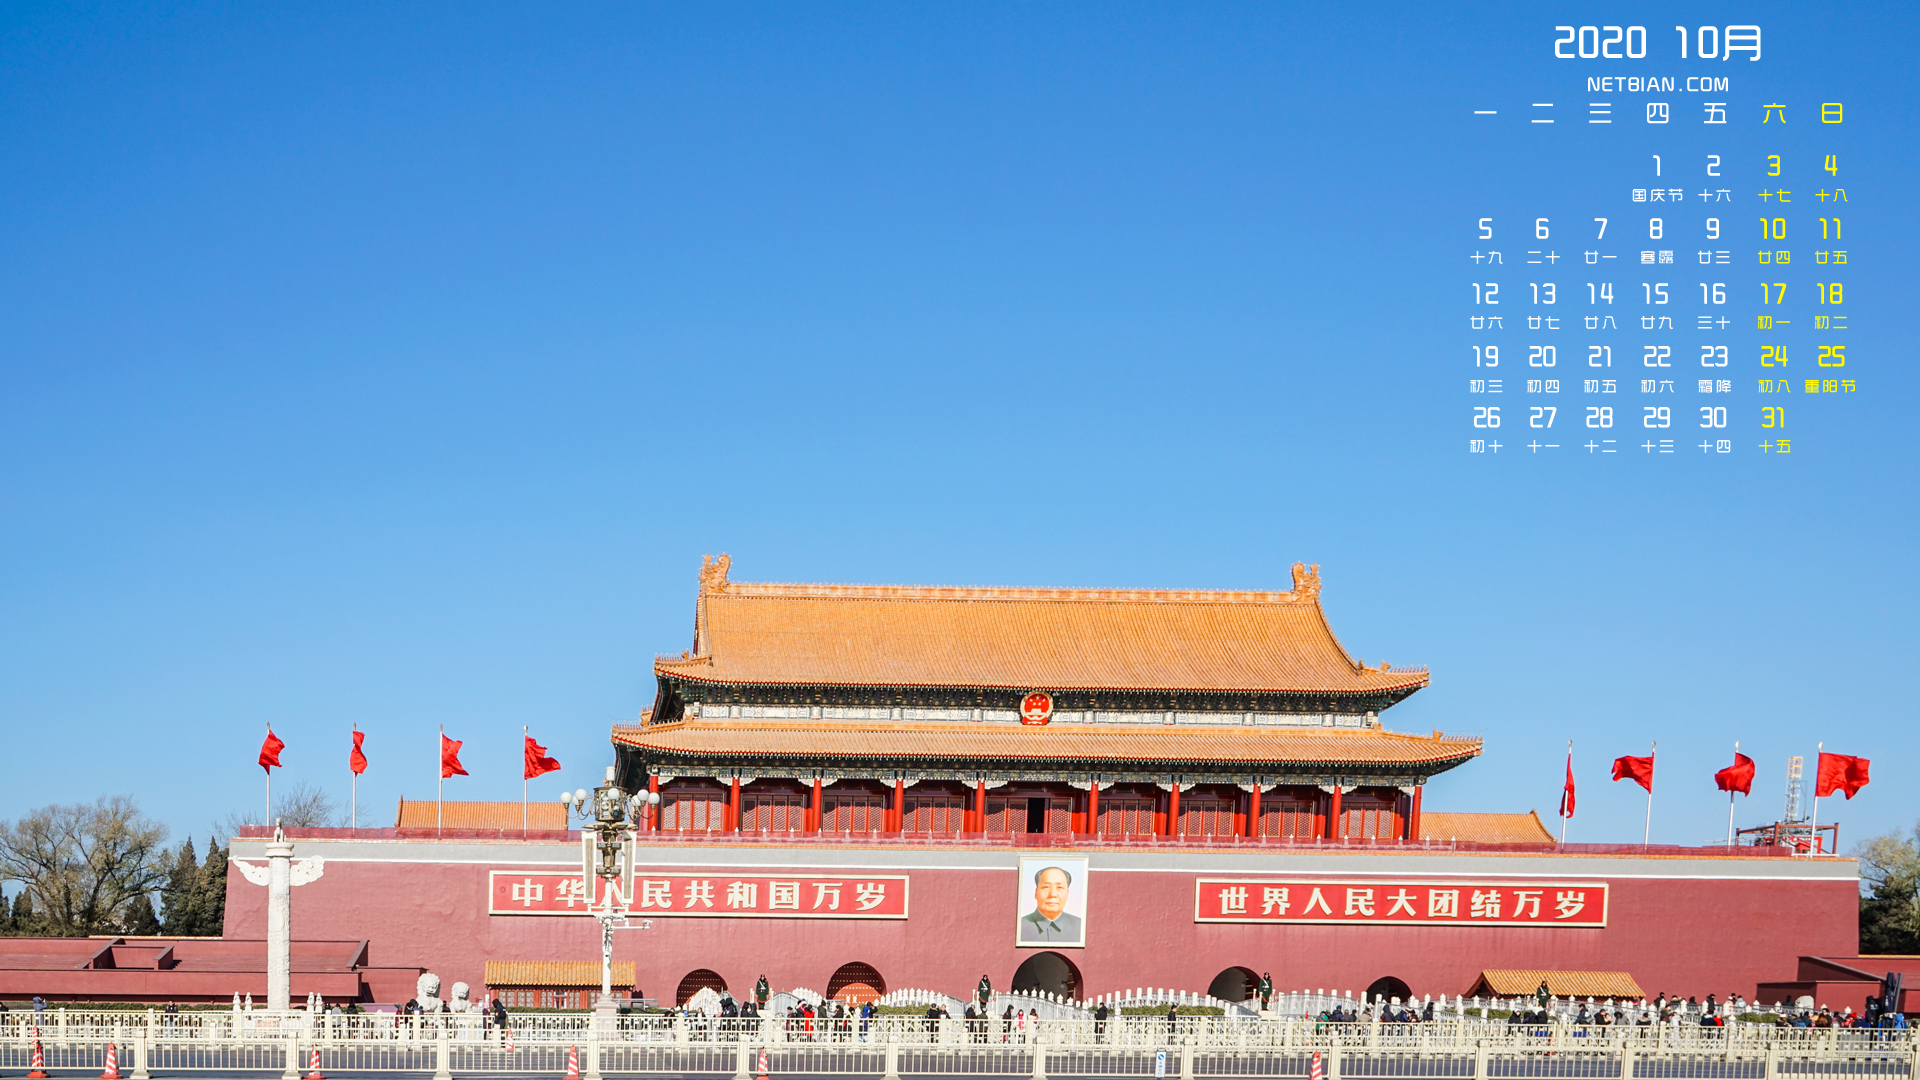 2020 10月
NETBIAN.COM
一 二 三 四 五 六 日
1 2 3 4
国庆节 十六 十七 十八
5 6 7 8 9 10 11
十九 二十 廿一 寒露 廿三 廿四 廿五
12 13 14 15 16 17 18
廿六 廿七 廿八 廿九 三十 初一 初二
19 20 21 22 23 24 25
初三 初四 初五 初六 霜降 初八 重阳节
26 27 28 29 30 31
初十 十一 十二 十三 十四 十五
中华人民共和国万岁
世界人民大团结万岁